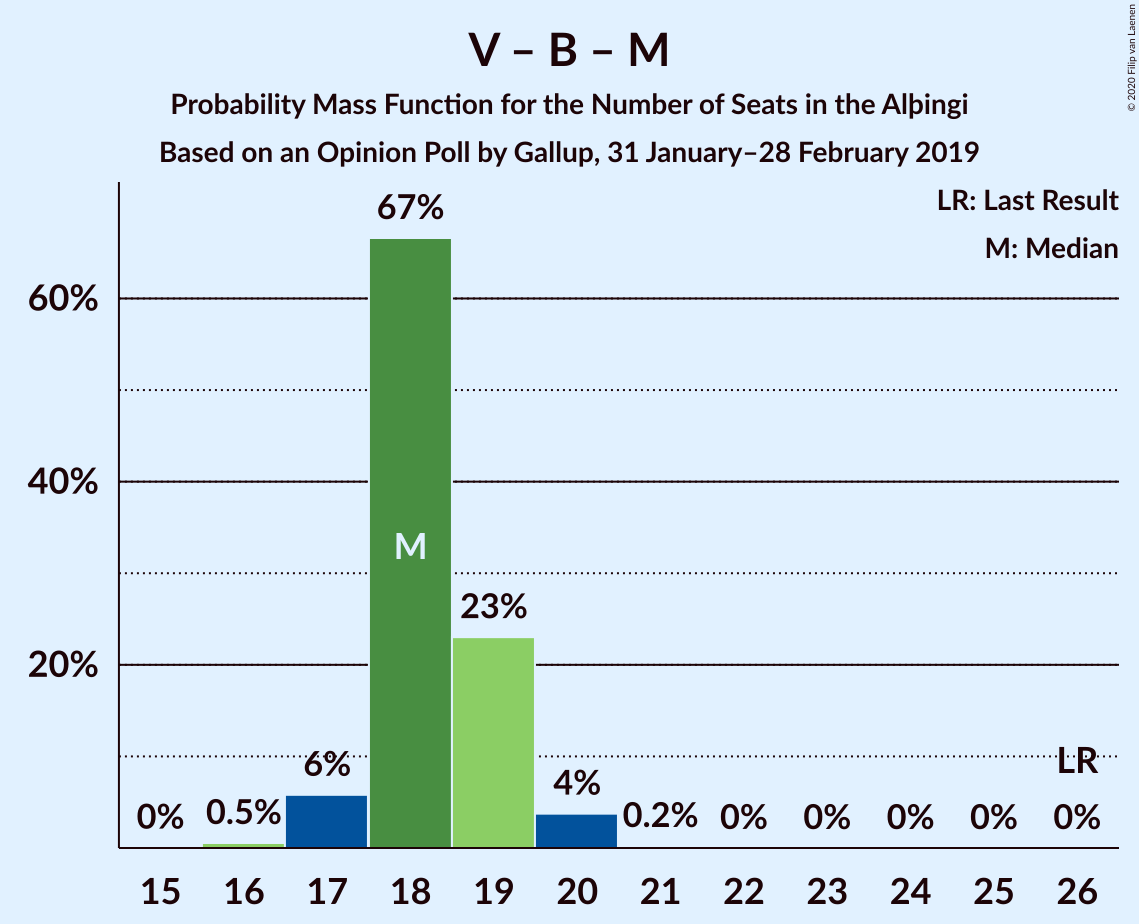 V – B – M
Probability Mass Function for the Number of Seats in the Alþingi
Based on an Opinion Poll by Gallup, 31 January–28 February 2019
© 2020 Filip van Laenen
LR: Last Result
M: Median
67%
60%
40%
M
23%
20%
6%
LR
4%
0% 0.5% 0.2% 0% 0% 0% 0% 0%
15 16 17 18 19 20 21 22 23 24 25 26